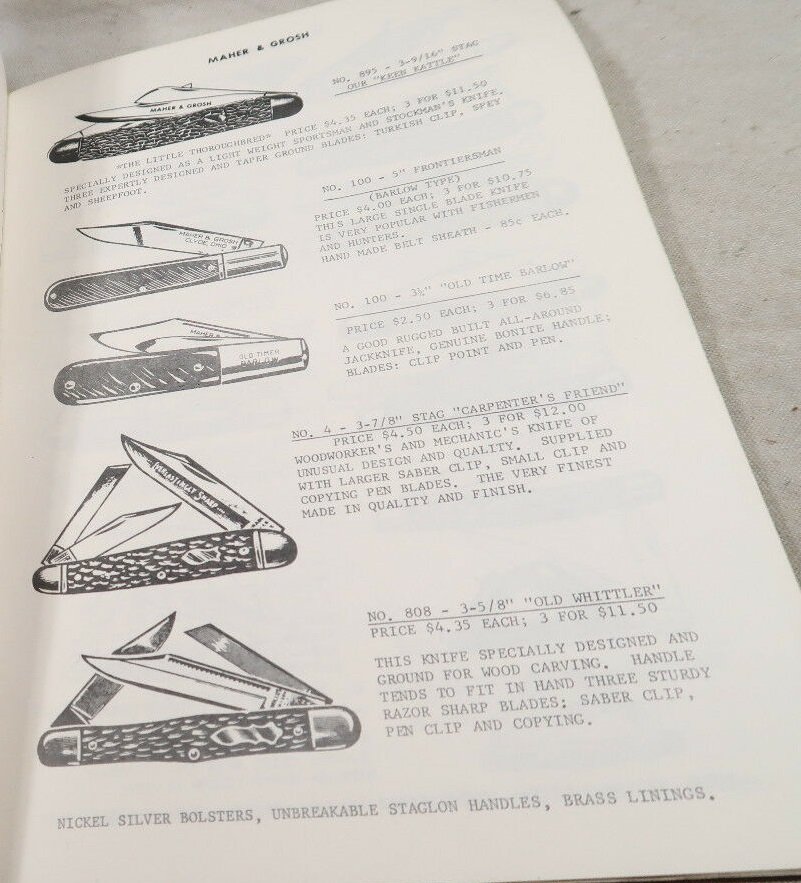 MAHER & GROSH
NO. 895 - 3-9/16" STAG
OUR "KEEN KATTLE"
MAHER & GROSH
"THE LITTLE THOROUGHBRED" PRICE $4.35 EACH; 3 FOR $11.50
SPECIALLY DESIGNED AS A LIGHT WEIGHT SPORTSMAN AND STOCKMAN'S KNIFE.
THREE EXPERTLY DESIGNED AND TAPER GROUND BLADES: TURKISH CLIP, SPEY
AND SHEEPFOOT.
NO. 100 - 5" FRONTIERSMAN
(BARLOW TYPE)
PRICE $4.00 EACH; 3 FOR $10.75
THIS LARGE SINGLE BLADE KNIFE
IS VERY POPULAR WITH FISHERMEN
AND HUNTERS.
HAND MADE BELT SHEATH - 85¢ EACH.
MAHER & GROSH
CLYDE, OHIO
NO. 100 - 3½" "OLD TIME BARLOW"
PRICE $2.50 EACH; 3 FOR $6.85
A GOOD RUGGED BUILT ALL-AROUND
JACKKNIFE, GENUINE BONITE HANDLE;
BLADES: CLIP POINT AND PEN.
MAHER &
OLD TIMER
BARLOW
NO. 4 - 3-7/8" STAG "CARPENTER'S FRIEND"
PRICE $4.50 EACH; 3 FOR $12.00
WOODWORKER'S AND MECHANIC'S KNIFE OF
UNUSUAL DESIGN AND QUALITY. SUPPLIED
WITH LARGER SABER CLIP, SMALL CLIP AND
COPYING PEN BLADES. THE VERY FINEST
MADE IN QUALITY AND FINISH.
NO. 808 - 3-5/8" "OLD WHITTLER"
PRICE $4.35 EACH; 3 FOR $11.50
THIS KNIFE SPECIALLY DESIGNED AND
GROUND FOR WOOD CARVING. HANDLE
TENDS TO FIT IN HAND THREE STURDY
RAZOR SHARP BLADES; SABER CLIP,
PEN CLIP AND COPYING.
NICKEL SILVER BOLSTERS, UNBREAKABLE STAGLON HANDLES, BRASS LININGS.